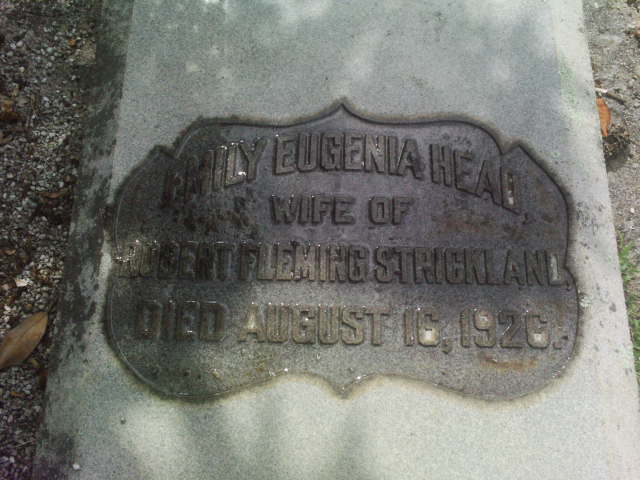 EMILY EUGENIA HEAD,
WIFE OF
ROBERT FLEMING STRICKLAND,
DIED AUGUST 16, 1926.